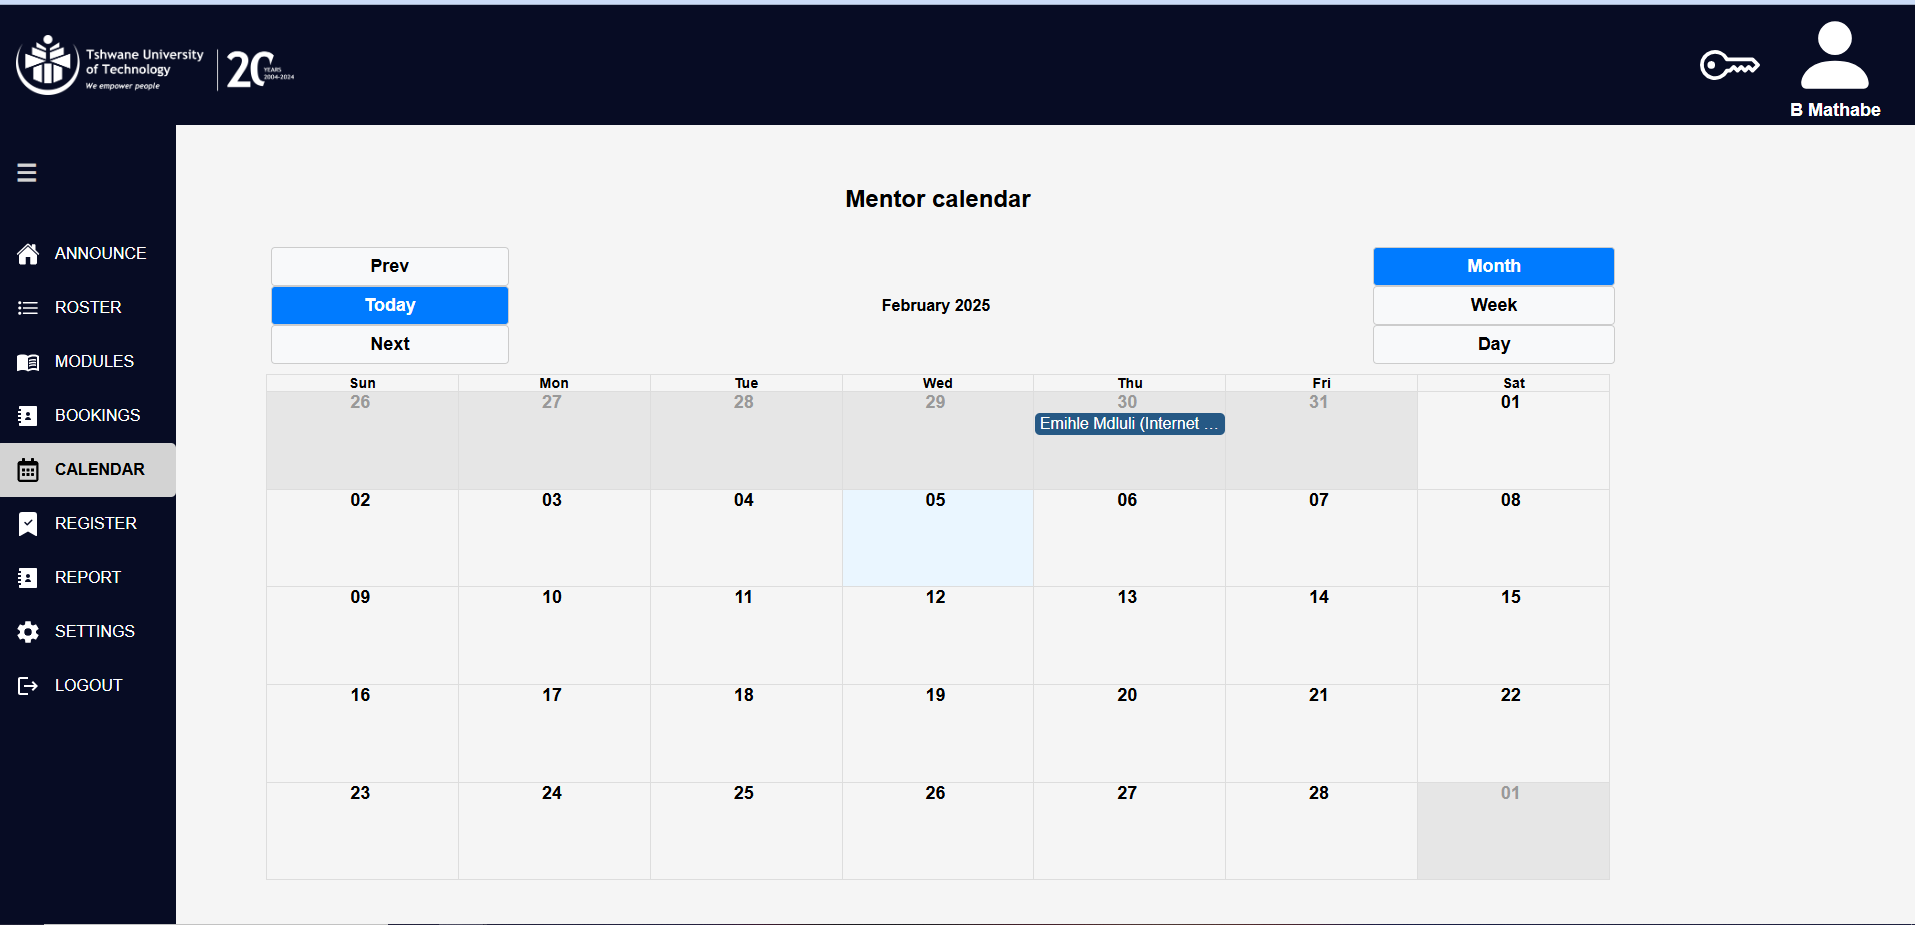 Tshwane University
of Technology
We empower people
20 YEARS
2004-2024
B Mathabe
ANNOUNCE
ROSTER
MODULES
BOOKINGS
CALENDAR
REGISTER
REPORT
SETTINGS
LOGOUT
Mentor calendar
Prev
Today
Next
February 2025
Month
Week
Day
Sun Mon Tue Wed Thu Fri Sat
26 27 28 29 30 31 01
Emihle Mdluli (Internet ...
02 03 04 05 06 07 08
09 10 11 12 13 14 15
16 17 18 19 20 21 22
23 24 25 26 27 28 01